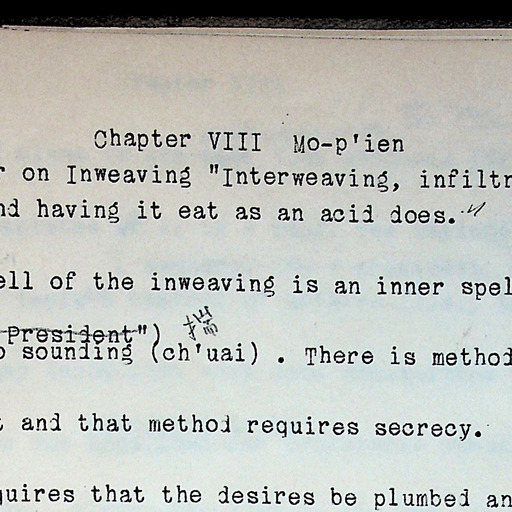 Chapter VIII Mo-p'ien
r on Inweaving "Interweaving, infiltr
nd having it eat as an acid does."
ell of the inweaving is an inner spel
President") 揣
o sounding (ch'uai) . There is method
t and that method requires secrecy.
quires that the desires be plumbed an